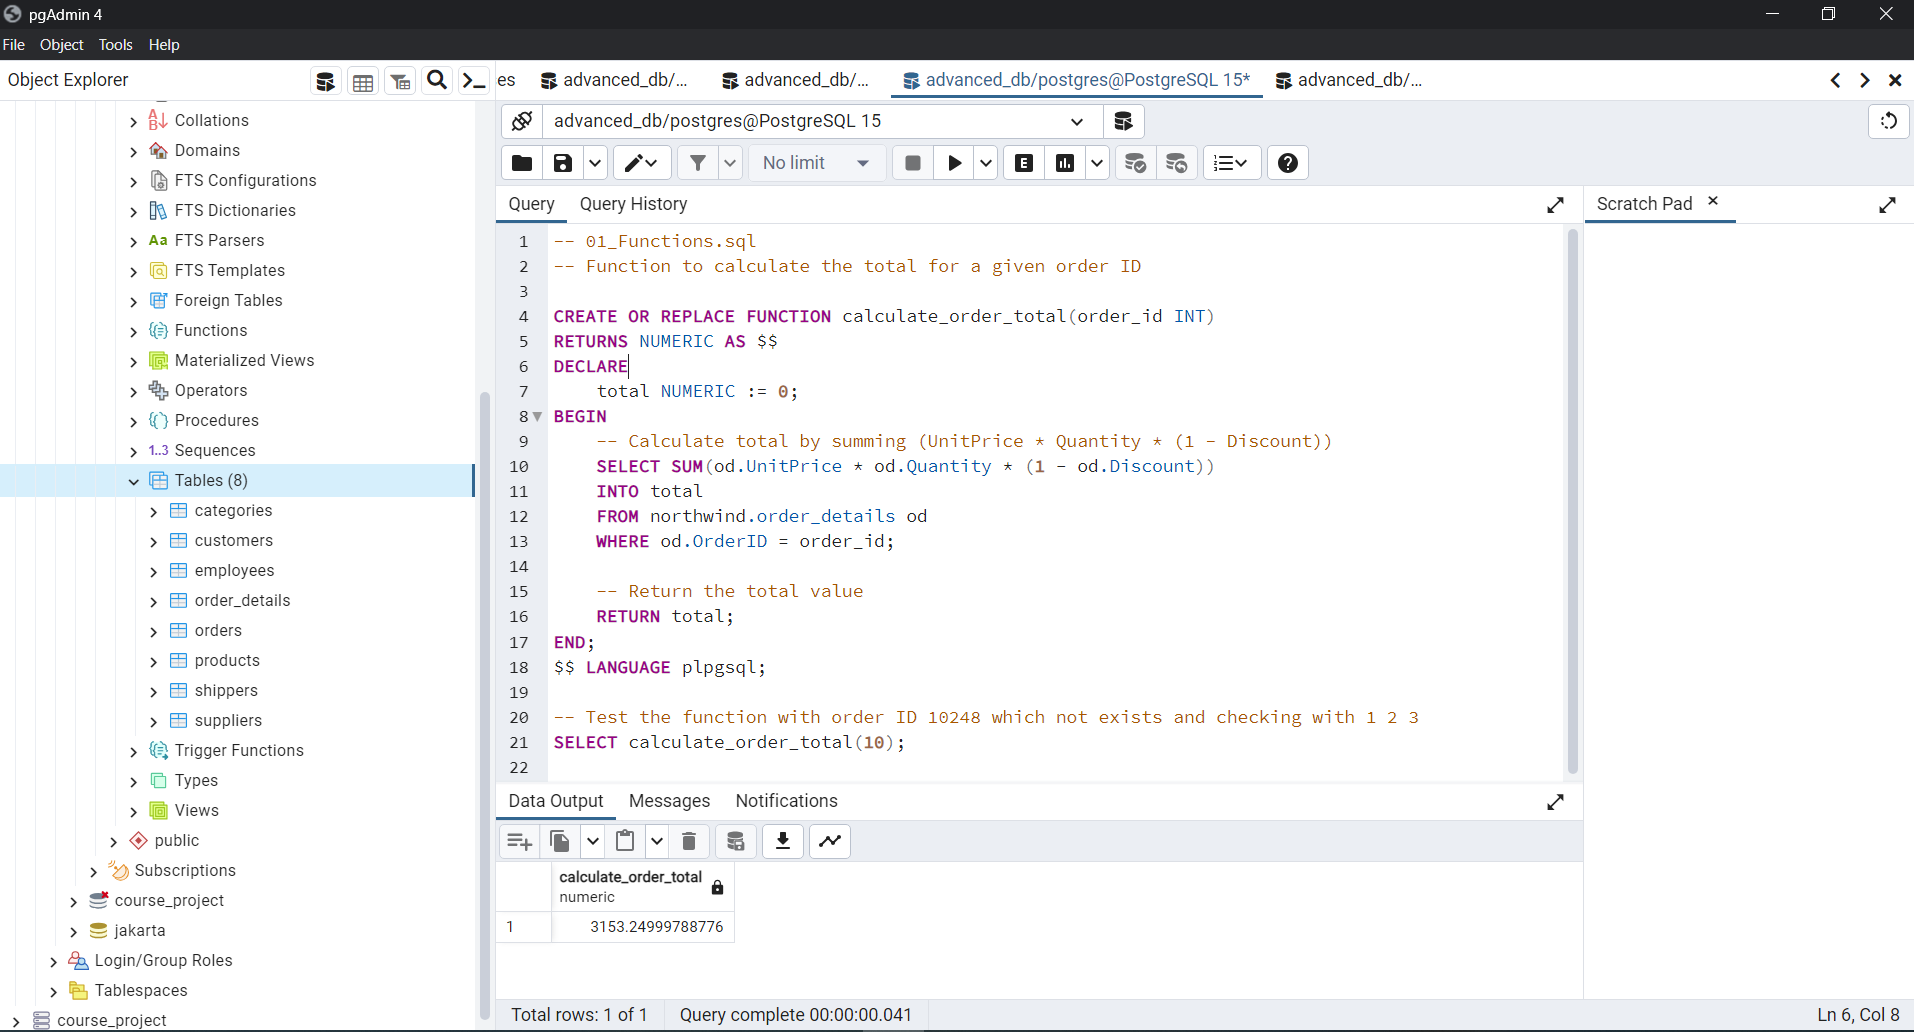 pgAdmin 4
File Object Tools Help
Object Explorer
Collations
Domains
FTS Configurations
FTS Dictionaries
Aa FTS Parsers
FTS Templates
Foreign Tables
Functions
Materialized Views
Operators
Procedures
1..3 Sequences
Tables (8)
categories
customers
employees
order_details
orders
products
shippers
suppliers
Trigger Functions
Types
Views
public
Subscriptions
course_project
jakarta
Login/Group Roles
Tablespaces
course_project
es advanced_db/... advanced_db/... advanced_db/postgres@PostgreSQL 15* advanced_db/...
advanced_db/postgres@PostgreSQL 15
No limit E
Query Query History
Scratch Pad
1 -- 01_Functions.sql
2 -- Function to calculate the total for a given order ID
3
4 CREATE OR REPLACE FUNCTION calculate_order_total(order_id INT)
5 RETURNS NUMERIC AS $$
6 DECLARE
7 total NUMERIC := 0;
8 BEGIN
9 -- Calculate total by summing (UnitPrice * Quantity * (1 - Discount))
10 SELECT SUM(od.UnitPrice * od.Quantity * (1 - od.Discount))
11 INTO total
12 FROM northwind.order_details od
13 WHERE od.OrderID = order_id;
14
15 -- Return the total value
16 RETURN total;
17 END;
18 $$ LANGUAGE plpgsql;
19
20 -- Test the function with order ID 10248 which not exists and checking with 1 2 3
21 SELECT calculate_order_total(10);
22
Data Output Messages Notifications
calculate_order_total
numeric
1 3153.24999788776
Total rows: 1 of 1 Query complete 00:00:00.041 Ln 6, Col 8